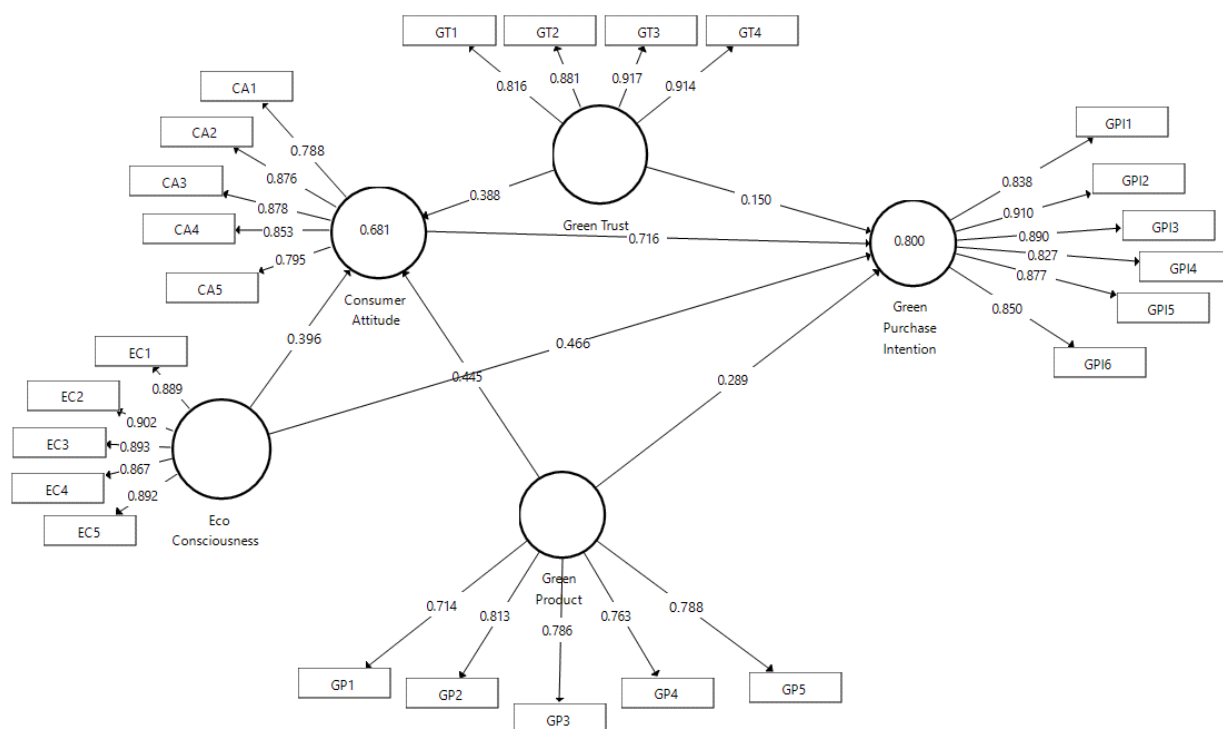 GT1
GT2
GT3
GT4
0.816
0.881
0.917
0.914
CA1
CA2
CA3
CA4
CA5
0.788
0.876
0.878
0.853
0.795
0.681
Consumer
Attitude
Green Trust
0.388
0.150
0.716
GPI1
GPI2
GPI3
GPI4
GPI5
GPI6
0.838
0.910
0.890
0.827
0.877
0.850
0.800
Green
Purchase
Intention
0.396
0.466
0.445
0.289
EC1
EC2
EC3
EC4
EC5
0.889
0.902
0.893
0.867
0.892
Eco
Consciousness
Green
Product
0.714
0.813
0.786
0.763
0.788
GP1
GP2
GP3
GP4
GP5